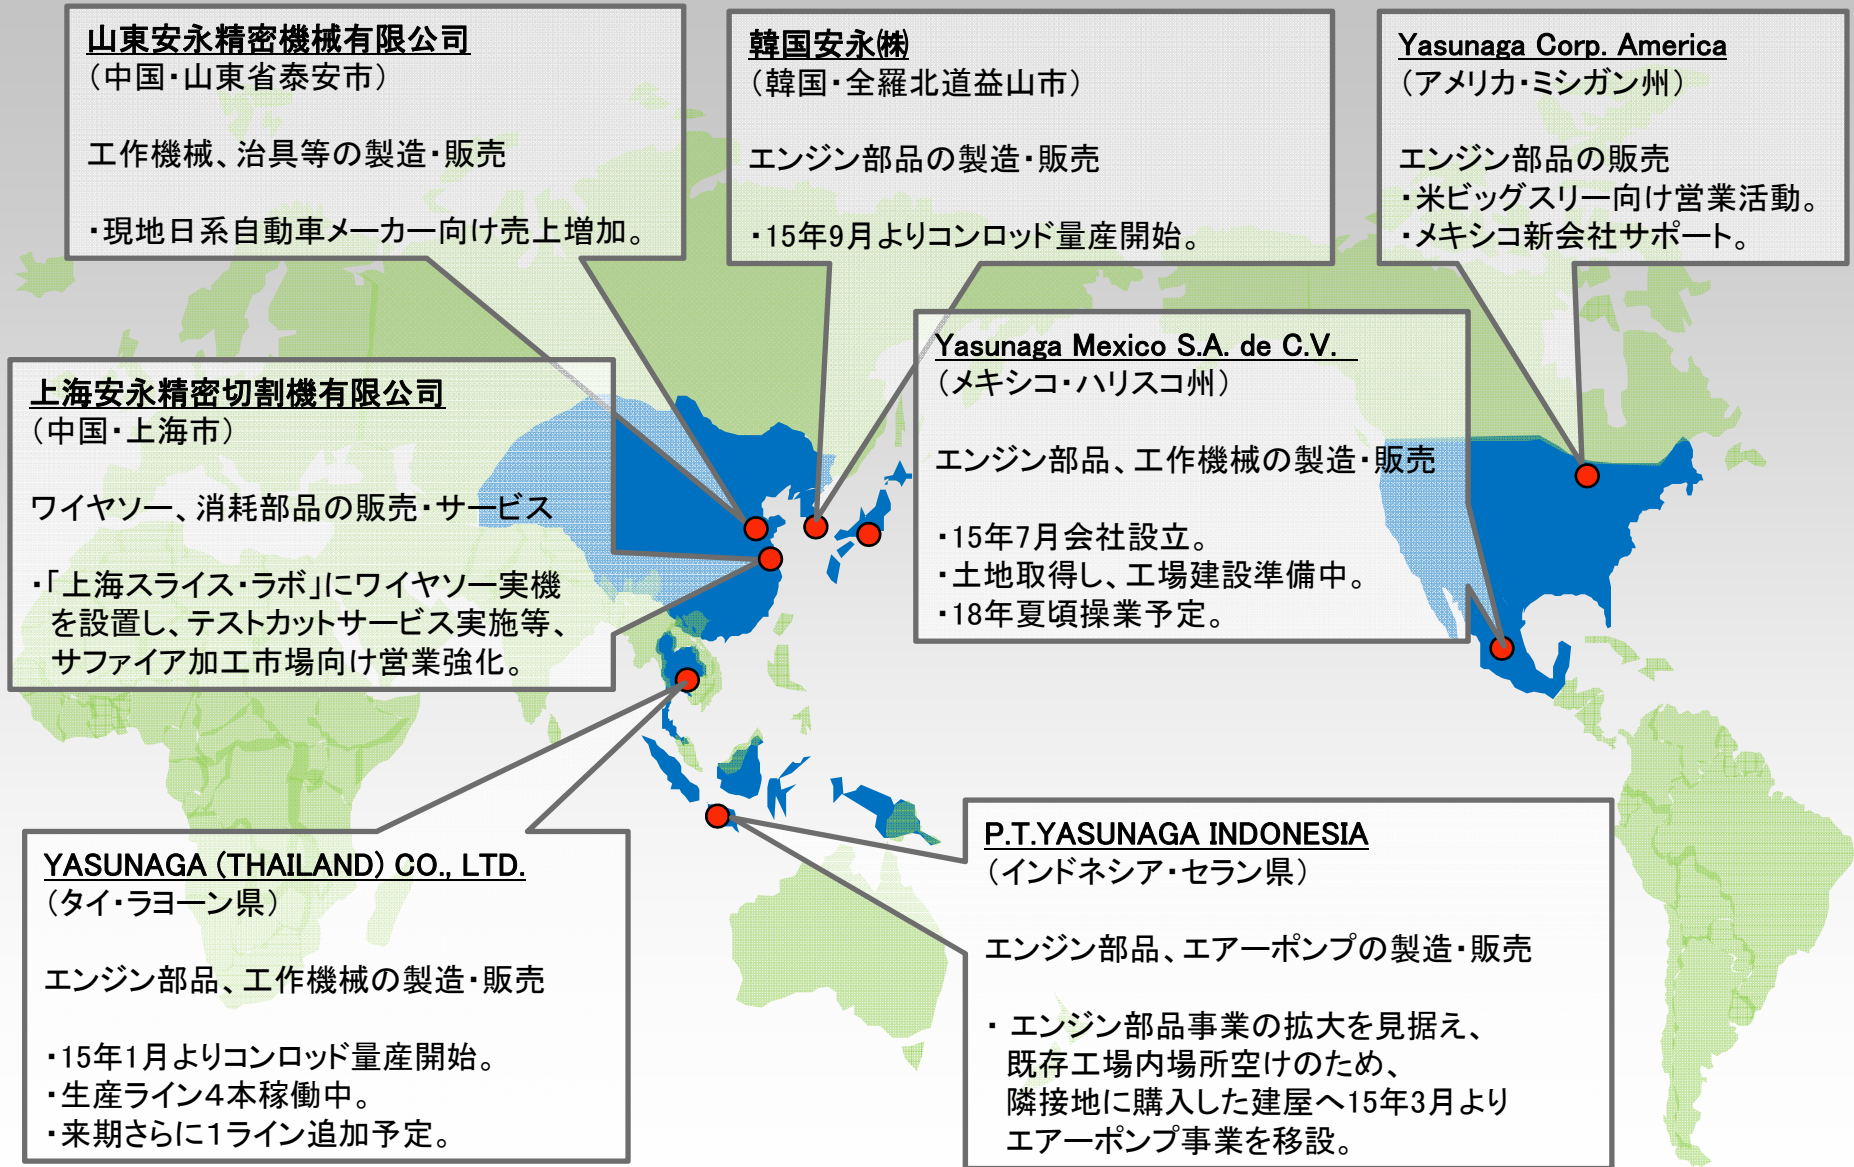 山東安永精密機械有限公司
（中国・山東省泰安市）
工作機械、治具等の製造・販売
・現地日系自動車メーカー向け売上増加。
韓国安永㈱
（韓国・全羅北道益山市）
エンジン部品の製造・販売
・15年9月よりコンロッド量産開始。
Yasunaga Corp. America
（アメリカ・ミシガン州）
エンジン部品の販売
・米ビッグスリー向け営業活動。
・メキシコ新会社サポート。
上海安永精密切割機有限公司
（中国・上海市）
ワイヤソー、消耗部品の販売・サービス
・「上海スライス・ラボ」にワイヤソー実機
を設置し、テストカットサービス実施等、
サファイア加工市場向け営業強化。
Yasunaga Mexico S.A. de C.V.
（メキシコ・ハリスコ州）
エンジン部品、工作機械の製造・販売
・15年7月会社設立。
・土地取得し、工場建設準備中。
・18年夏頃操業予定。
YASUNAGA (THAILAND) CO., LTD.
（タイ・ラヨーン県）
エンジン部品、工作機械の製造・販売
・15年1月よりコンロッド量産開始。
・生産ライン４本稼働中。
・来期さらに１ライン追加予定。
P.T.YASUNAGA INDONESIA
（インドネシア・セラン県）
エンジン部品、エアーポンプの製造・販売
・ エンジン部品事業の拡大を見据え、
既存工場内場所空けのため、
隣接地に購入した建屋へ15年3月より
エアーポンプ事業を移設。